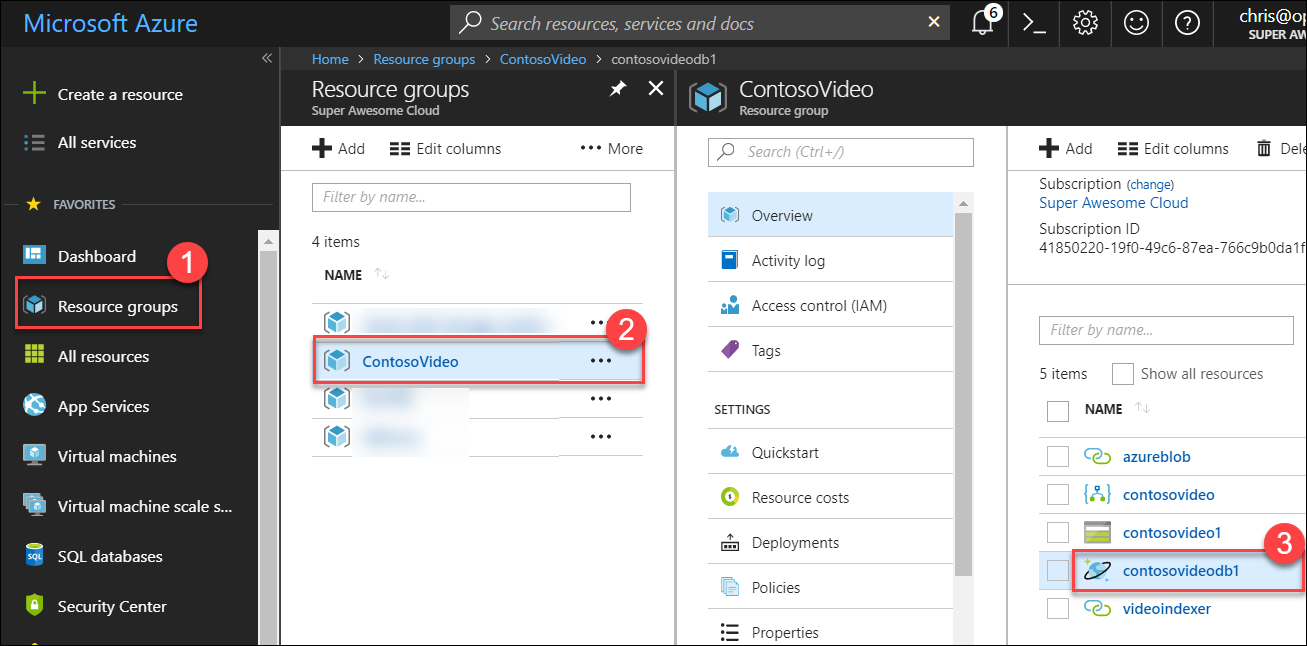 Microsoft Azure
Search resources, services and docs
6
chris@op
SUPER AW
Create a resource
All services
FAVORITES
Dashboard
1
Resource groups
All resources
App Services
Virtual machines
Virtual machine scale s...
SQL databases
Security Center
Home > Resource groups > ContosoVideo > contosovideodb1
Resource groups
Super Awesome Cloud
Add
Edit columns
More
Filter by name...
4 items
NAME
2
ContosoVideo
ContosoVideo
Resource group
Search (Ctrl+/)
Overview
Activity log
Access control (IAM)
Tags
SETTINGS
Quickstart
Resource costs
Deployments
Policies
Properties
Add
Edit columns
Dele
Subscription (change)
Super Awesome Cloud
Subscription ID
41850220-19f0-49c6-87ea-766c9b0da1f
Filter by name...
5 items
Show all resources
NAME
azureblob
contosovideo
contosovideo1
3
contosovideodb1
videoindexer